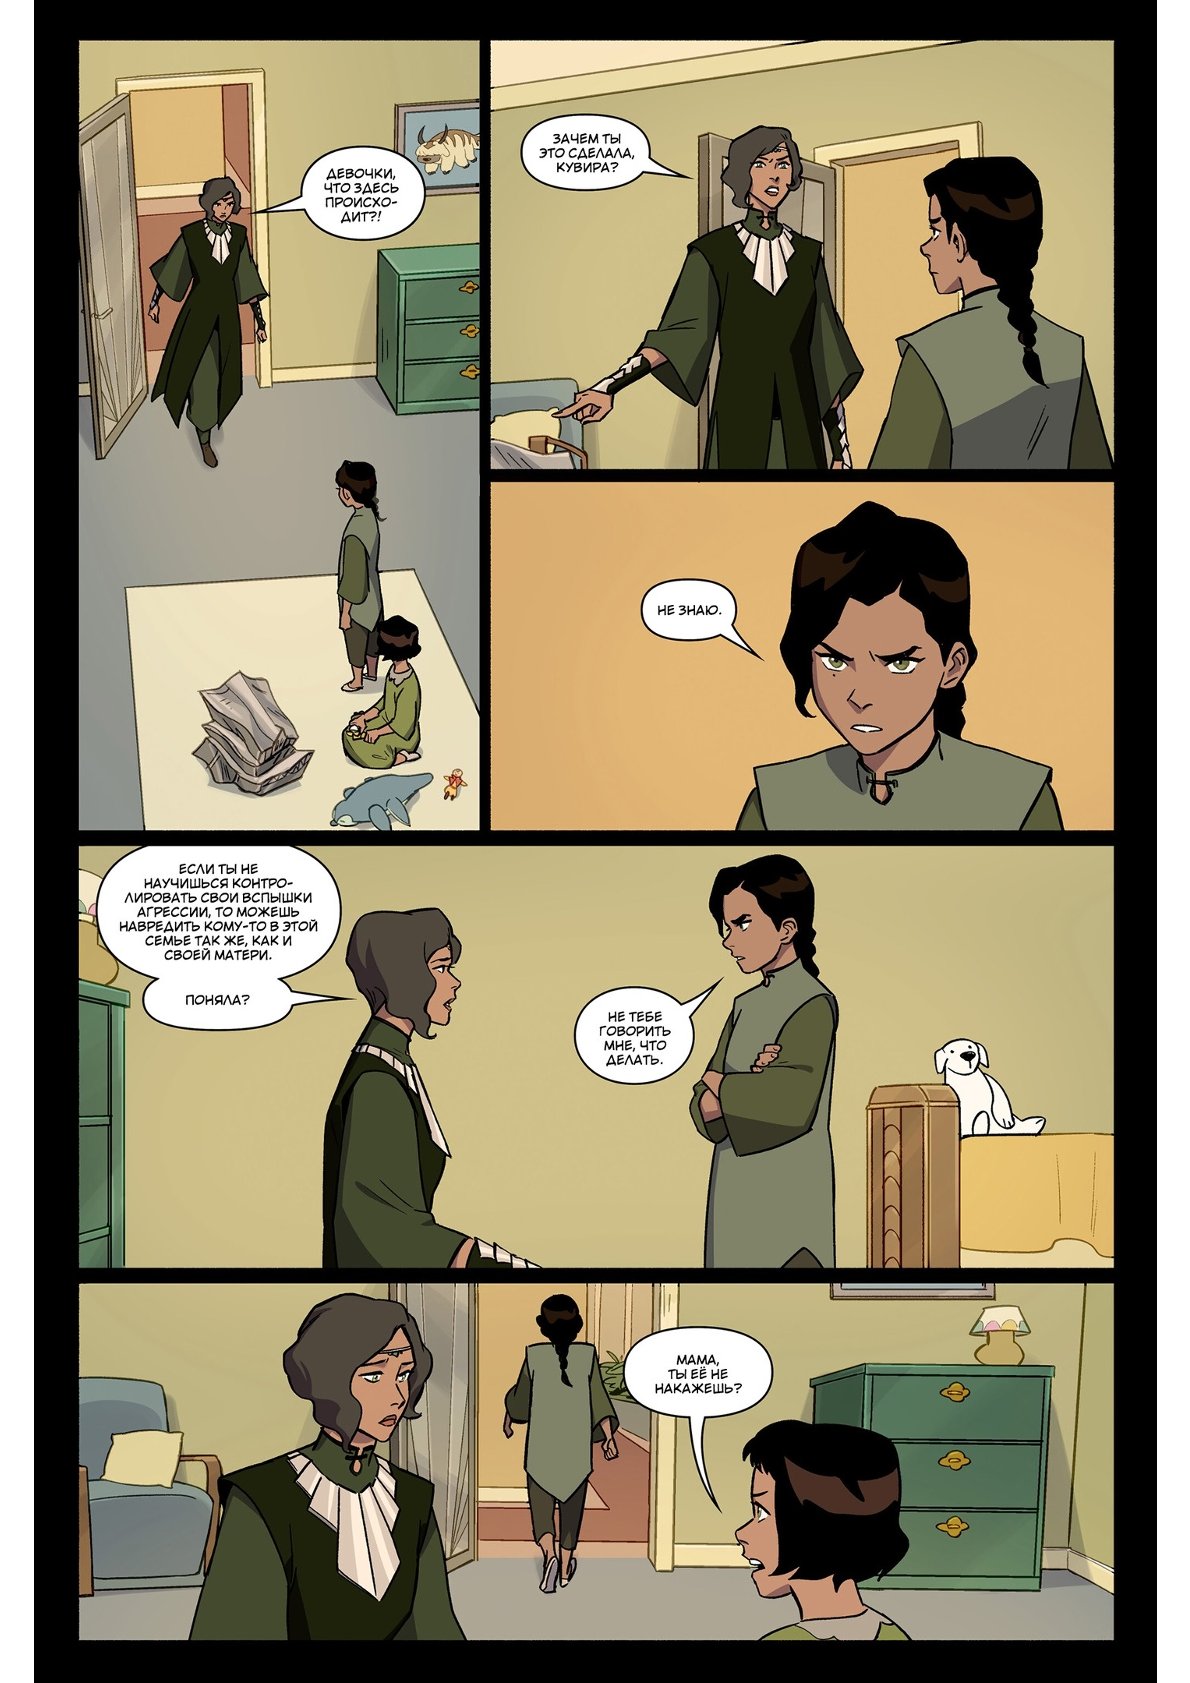 ДЕВОЧКИ,
ЧТО ЗДЕСЬ
ПРОИСХО-
ДИТ?!
ЗАЧЕМ ТЫ
ЭТО СДЕЛАЛА,
КУВИРА?
НЕ ЗНАЮ.
ЕСЛИ ТЫ НЕ
НАУЧИШЬСЯ КОНТРО-
ЛИРОВАТЬ СВОИ ВСПЫШКИ
АГРЕССИИ, ТО МОЖЕШЬ
НАВРЕДИТЬ КОМУ-ТО В ЭТОЙ
СЕМЬЕ ТАК ЖЕ, КАК И
СВОЕЙ МАТЕРИ.
ПОНЯЛА?
НЕ ТЕБЕ
ГОВОРИТЬ
МНЕ, ЧТО
ДЕЛАТЬ.
МАМА,
ТЫ ЕЁ НЕ
НАКАЖЕШЬ?